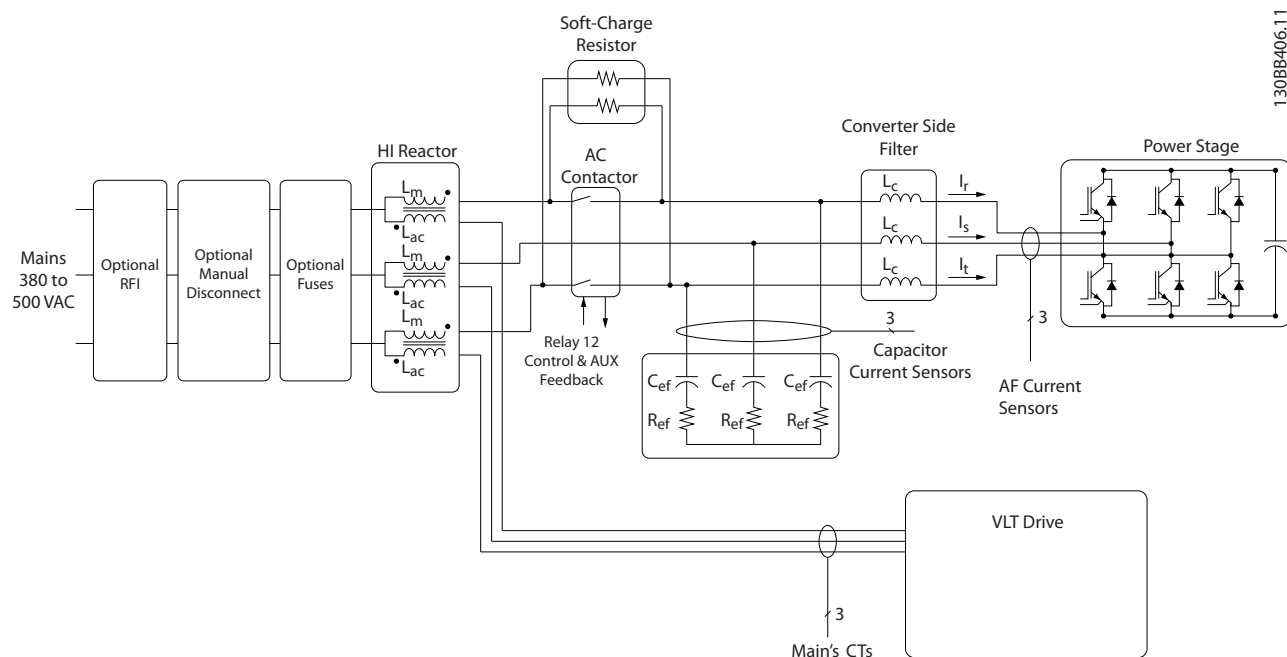 130BB406.11
Soft-Charge
Resistor
Converter Side
Filter
Power Stage
HI Reactor
AC
Contactor
Lm
Lac
Lm
Lac
Lm
Lac
Lc
Lc
Lc
Ir
Is
It
Mains
380 to
500 VAC
Optional
RFI
Optional
Manual
Disconnect
Optional
Fuses
Relay 12
Control & AUX
Feedback
3
Capacitor
Current Sensors
3
AF Current
Sensors
Cef
Cef
Cef
Ref
Ref
Ref
VLT Drive
3
Main's CTs